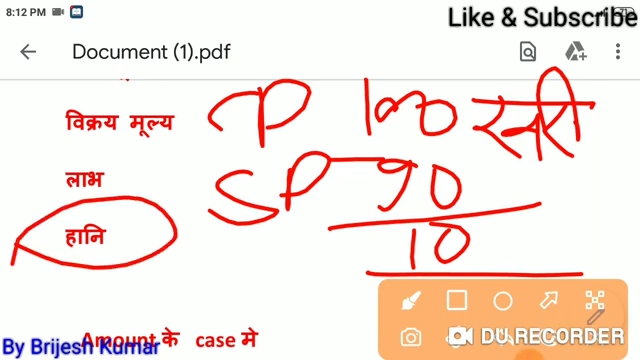 8:12 PM
71
Like & Subscribe
Document (1).pdf
विक्रय मूल्य
CP 100
लाभ
SP 90
हानि
10
DU RECORDER
Amount के case मे
By Brijesh Kumar